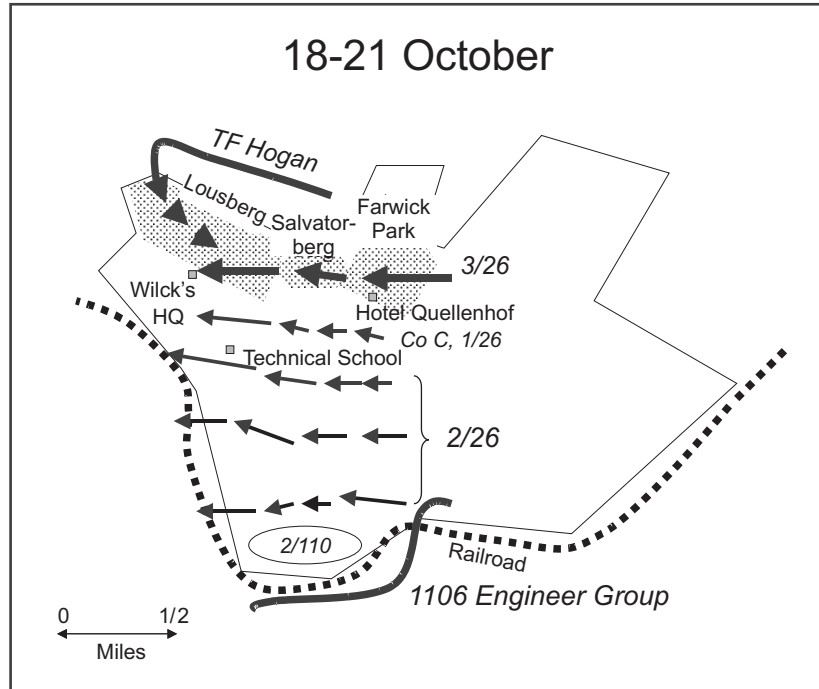 18-21 October
TF Hogan
Lousberg
Salvator-
berg
Farwick
Park
3/26
Wilck's
HQ
Hotel Quellenhof
Co C, 1/26
Technical School
2/26
2/110
Railroad
1106 Engineer Group
0 1/2
Miles